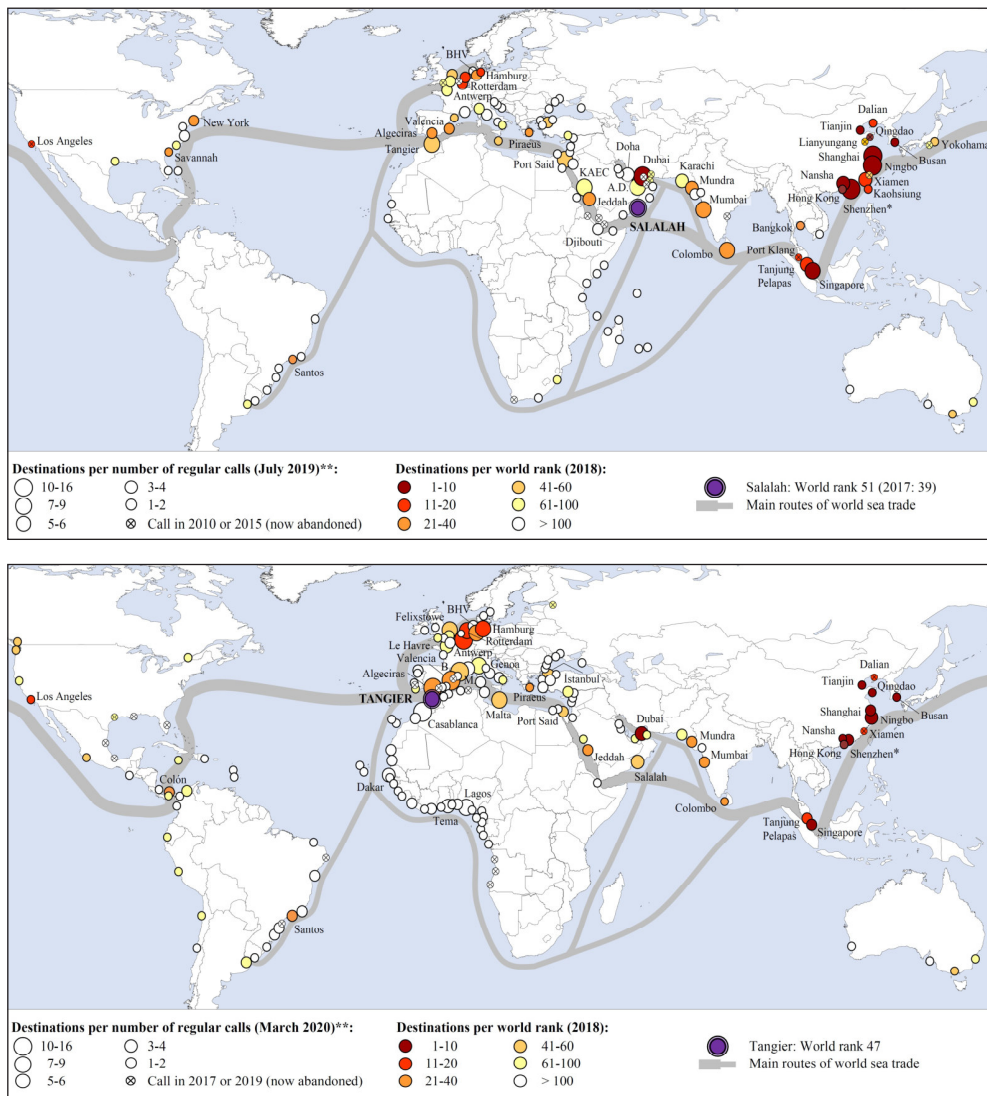 BHV
Hamburg
Rotterdam
Antwerp
Los Angeles
New York
Savannah
Valencia
Algeciras
Tangier
Piraeus
Port Said
Doha
Dubai
KAEC
A.D.
Jeddah
Karachi
Mundra
Mumbai
SALALAH
Djibouti
Colombo
Dalian
Tianjin
Qingdao
Lianyungang
Yokohama
Shanghai
Ningbo
Busan
Nansha
Xiamen
Hong Kong
Kaohsiung
Shenzhen*
Bangkok
Port Klang
Tanjung
Pelapas
Singapore
Santos
Destinations per number of regular calls (July 2019)**:
10-16
3-4
7-9
1-2
5-6
Call in 2010 or 2015 (now abandoned)
Destinations per world rank (2018):
1-10
41-60
11-20
61-100
21-40
> 100
Salalah: World rank 51 (2017: 39)
Main routes of world sea trade
Felixstowe
BHV
Hamburg
Rotterdam
Le Havre
Antwerp
Valencia
B.
Genoa
Algeciras
M.
Istanbul
Los Angeles
TANGIER
Piraeus
Casablanca
Malta
Port Said
Dubai
Mundra
Jeddah
Salalah
Mumbai
Colombo
Dalian
Tianjin
Qingdao
Shanghai
Busan
Nansha
Ningbo
Xiamen
Hong Kong
Shenzhen*
Colón
Dakar
Lagos
Tema
Tanjung
Pelapas
Singapore
Santos
Destinations per number of regular calls (March 2020)**:
10-16
3-4
7-9
1-2
5-6
Call in 2017 or 2019 (now abandoned)
Destinations per world rank (2018):
1-10
41-60
11-20
61-100
21-40
> 100
Tangier: World rank 47
Main routes of world sea trade